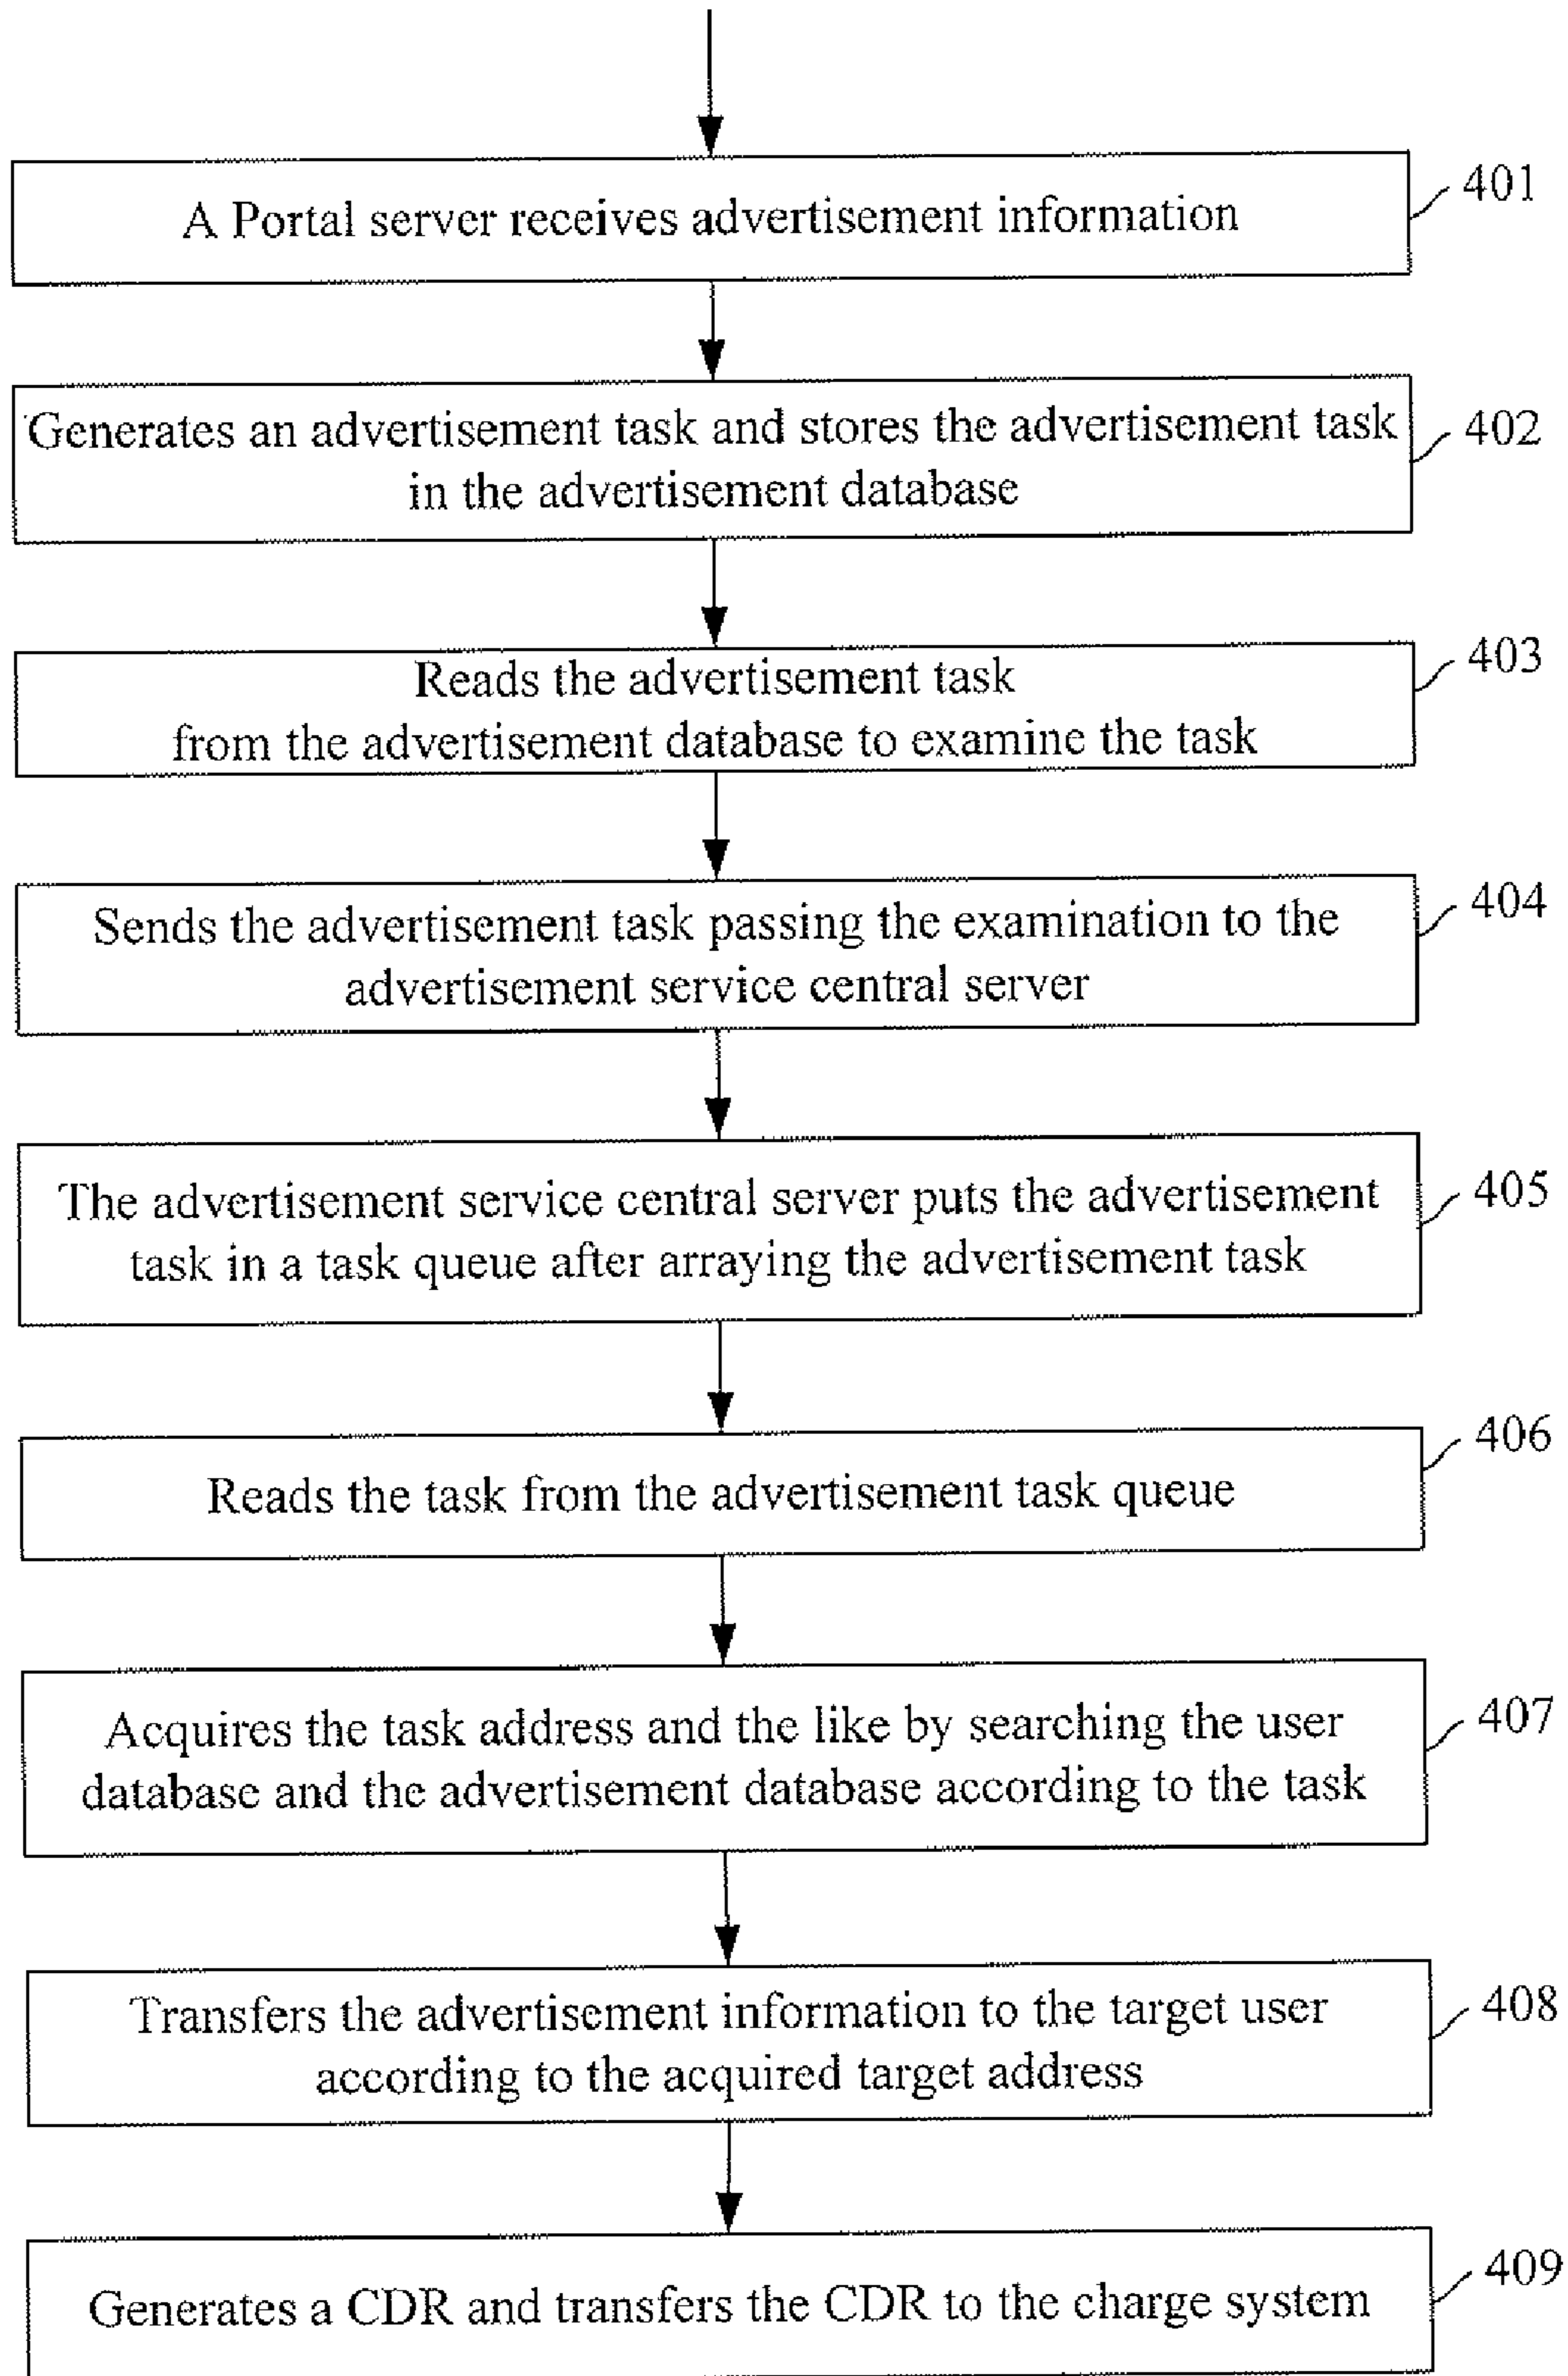 A Portal server receives advertisement information
401
Generates an advertisement task and stores the advertisement task
in the advertisement database
402
Reads the advertisement task
from the advertisement database to examine the task
403
Sends the advertisement task passing the examination to the
advertisement service central server
404
The advertisement service central server puts the advertisement
task in a task queue after arraying the advertisement task
405
Reads the task from the advertisement task queue
406
Acquires the task address and the like by searching the user
database and the advertisement database according to the task
407
Transfers the advertisement information to the target user
according to the acquired target address
408
Generates a CDR and transfers the CDR to the charge system
409